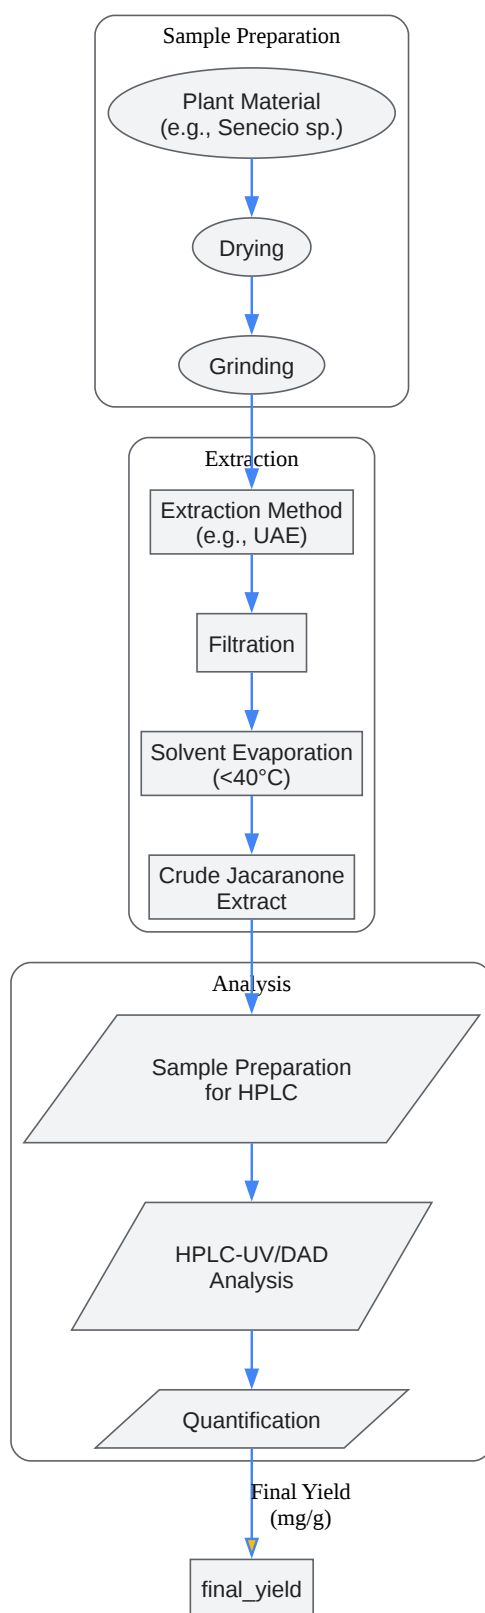 Sample Preparation
Plant Material
(e.g., Senecio sp.)
Drying
Grinding
Extraction
Extraction Method
(e.g., UAE)
Filtration
Solvent Evaporation
(<40°C)
Crude Jacaranone
Extract
Analysis
Sample Preparation
for HPLC
HPLC-UV/DAD
Analysis
Quantification
Final Yield
(mg/g)
final_yield